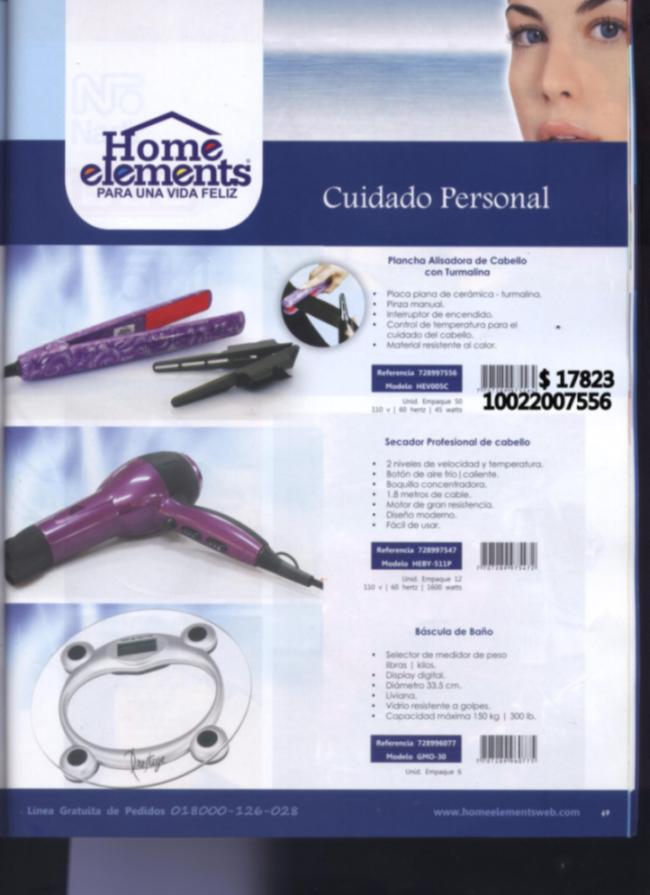 Home
elements
PARA UNA VIDA FELIZ
Cuidado Personal
Plancha Alisadora de Cabello
con Turmalina
• Placa plana de cerámica - turmalina.
• Pinza manual.
• Interruptor de encendido.
• Control de temperatura para el
cuidado del cabello.
• Material resistente al calor.
Referencia 728997556
Modelo HEV005C
$ 17823
10022007556
Unid. Empaque 50
110 v | 60 hertz | 45 watts
Secador Profesional de cabello
• 2 niveles de velocidad y temperatura.
• Botón de aire frío | caliente.
• Boquilla concentradora.
• 1.8 metros de cable.
• Motor de gran resistencia.
• Diseño moderno.
• Fácil de usar.
Referencia 728997547
Modelo HEBY-511P
Unid. Empaque 12
110 v | 60 hertz | 1600 watts
Báscula de Baño
• Selector de medidor de peso
libras | kilos.
• Display digital.
• Diámetro 33.5 cm.
• Liviana.
• Vidrio resistente a golpes.
• Capacidad máxima 150 kg | 300 lb.
Prestige
Referencia 728996077
Modelo GMO-30
Unid. Empaque 6
Línea Gratuita de Pedidos 018000-126-028
www.homeelementsweb.com
69